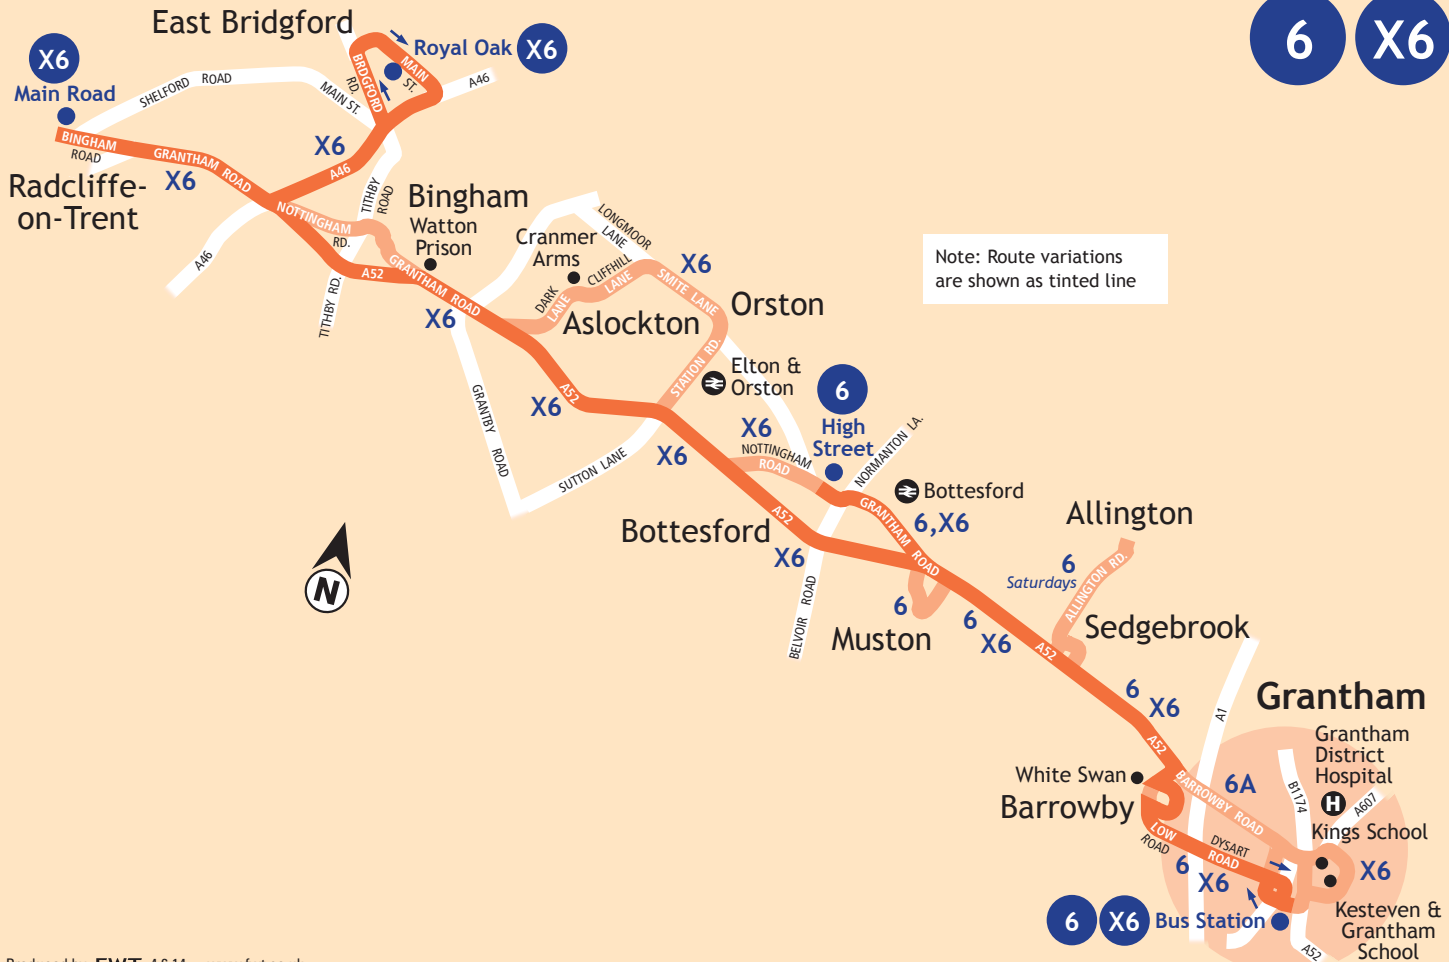 6
X6
East Bridgford
Royal Oak
X6
X6
Main Road
SHELFORD ROAD
MAIN ST.
BRDGFORD
RD.
MAIN
ST.
A46
BINGHAM
ROAD
GRANTHAM ROAD
X6
X6
A46
Radcliffe-
on-Trent
A46
NOTTINGHAM
RD.
TITHBY
ROAD
TITHBY RD.
Bingham
Watton
Prison
A52
GRANTHAM ROAD
X6
Cranmer
Arms
LONGMOOR
LANE
DARK
LANE
CLIFFHILL
LANE
X6
SMITE LANE
Orston
Aslockton
Note: Route variations
are shown as tinted line
STATION RD.
Elton &
Orston
GRANTBY ROAD
A52
X6
SUTTON LANE
X6
X6
NOTTINGHAM
ROAD
6
High
Street
NORMANTON LA.
Bottesford
GRANTHAM ROAD
6,X6
Bottesford
A52
X6
BELVOIR ROAD
Allington
6
Saturdays
ALLINGTON RD.
6
Muston
6
X6
Sedgebrook
A52
N
6
X6
A52
A1
Grantham
Grantham
District
Hospital
H
White Swan
Barrowby
BARROWBY ROAD
6A
B1174
A607
Kings School
LOW
ROAD
DYSART
ROAD
6
X6
X6
6
X6
Bus Station
Kesteven &
Grantham
School
A52